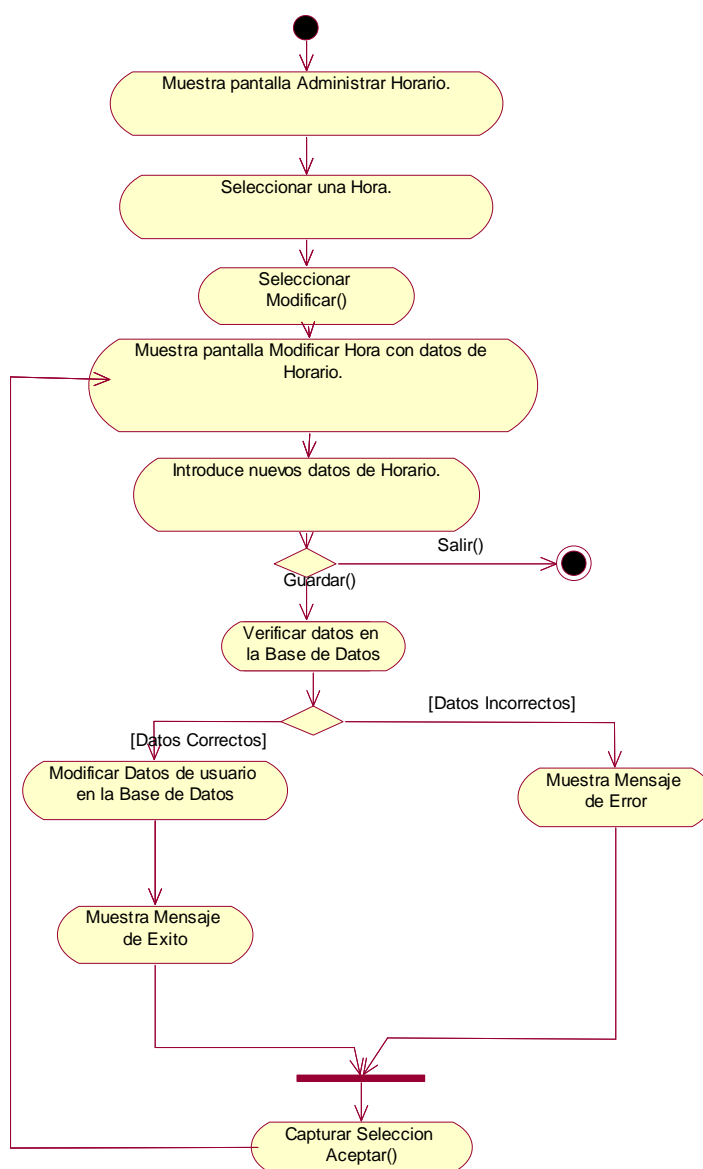 Muestra pantalla Administrar Horario.
Seleccionar una Hora.
Seleccionar
Modificar()
Muestra pantalla Modificar Hora con datos de
Horario.
Introduce nuevos datos de Horario.
Salir()
Guardar()
Verificar datos en
la Base de Datos
[Datos Incorrectos]
[Datos Correctos]
Modificar Datos de usuario
en la Base de Datos
Muestra Mensaje
de Error
Muestra Mensaje
de Exito
Capturar Seleccion
Aceptar()